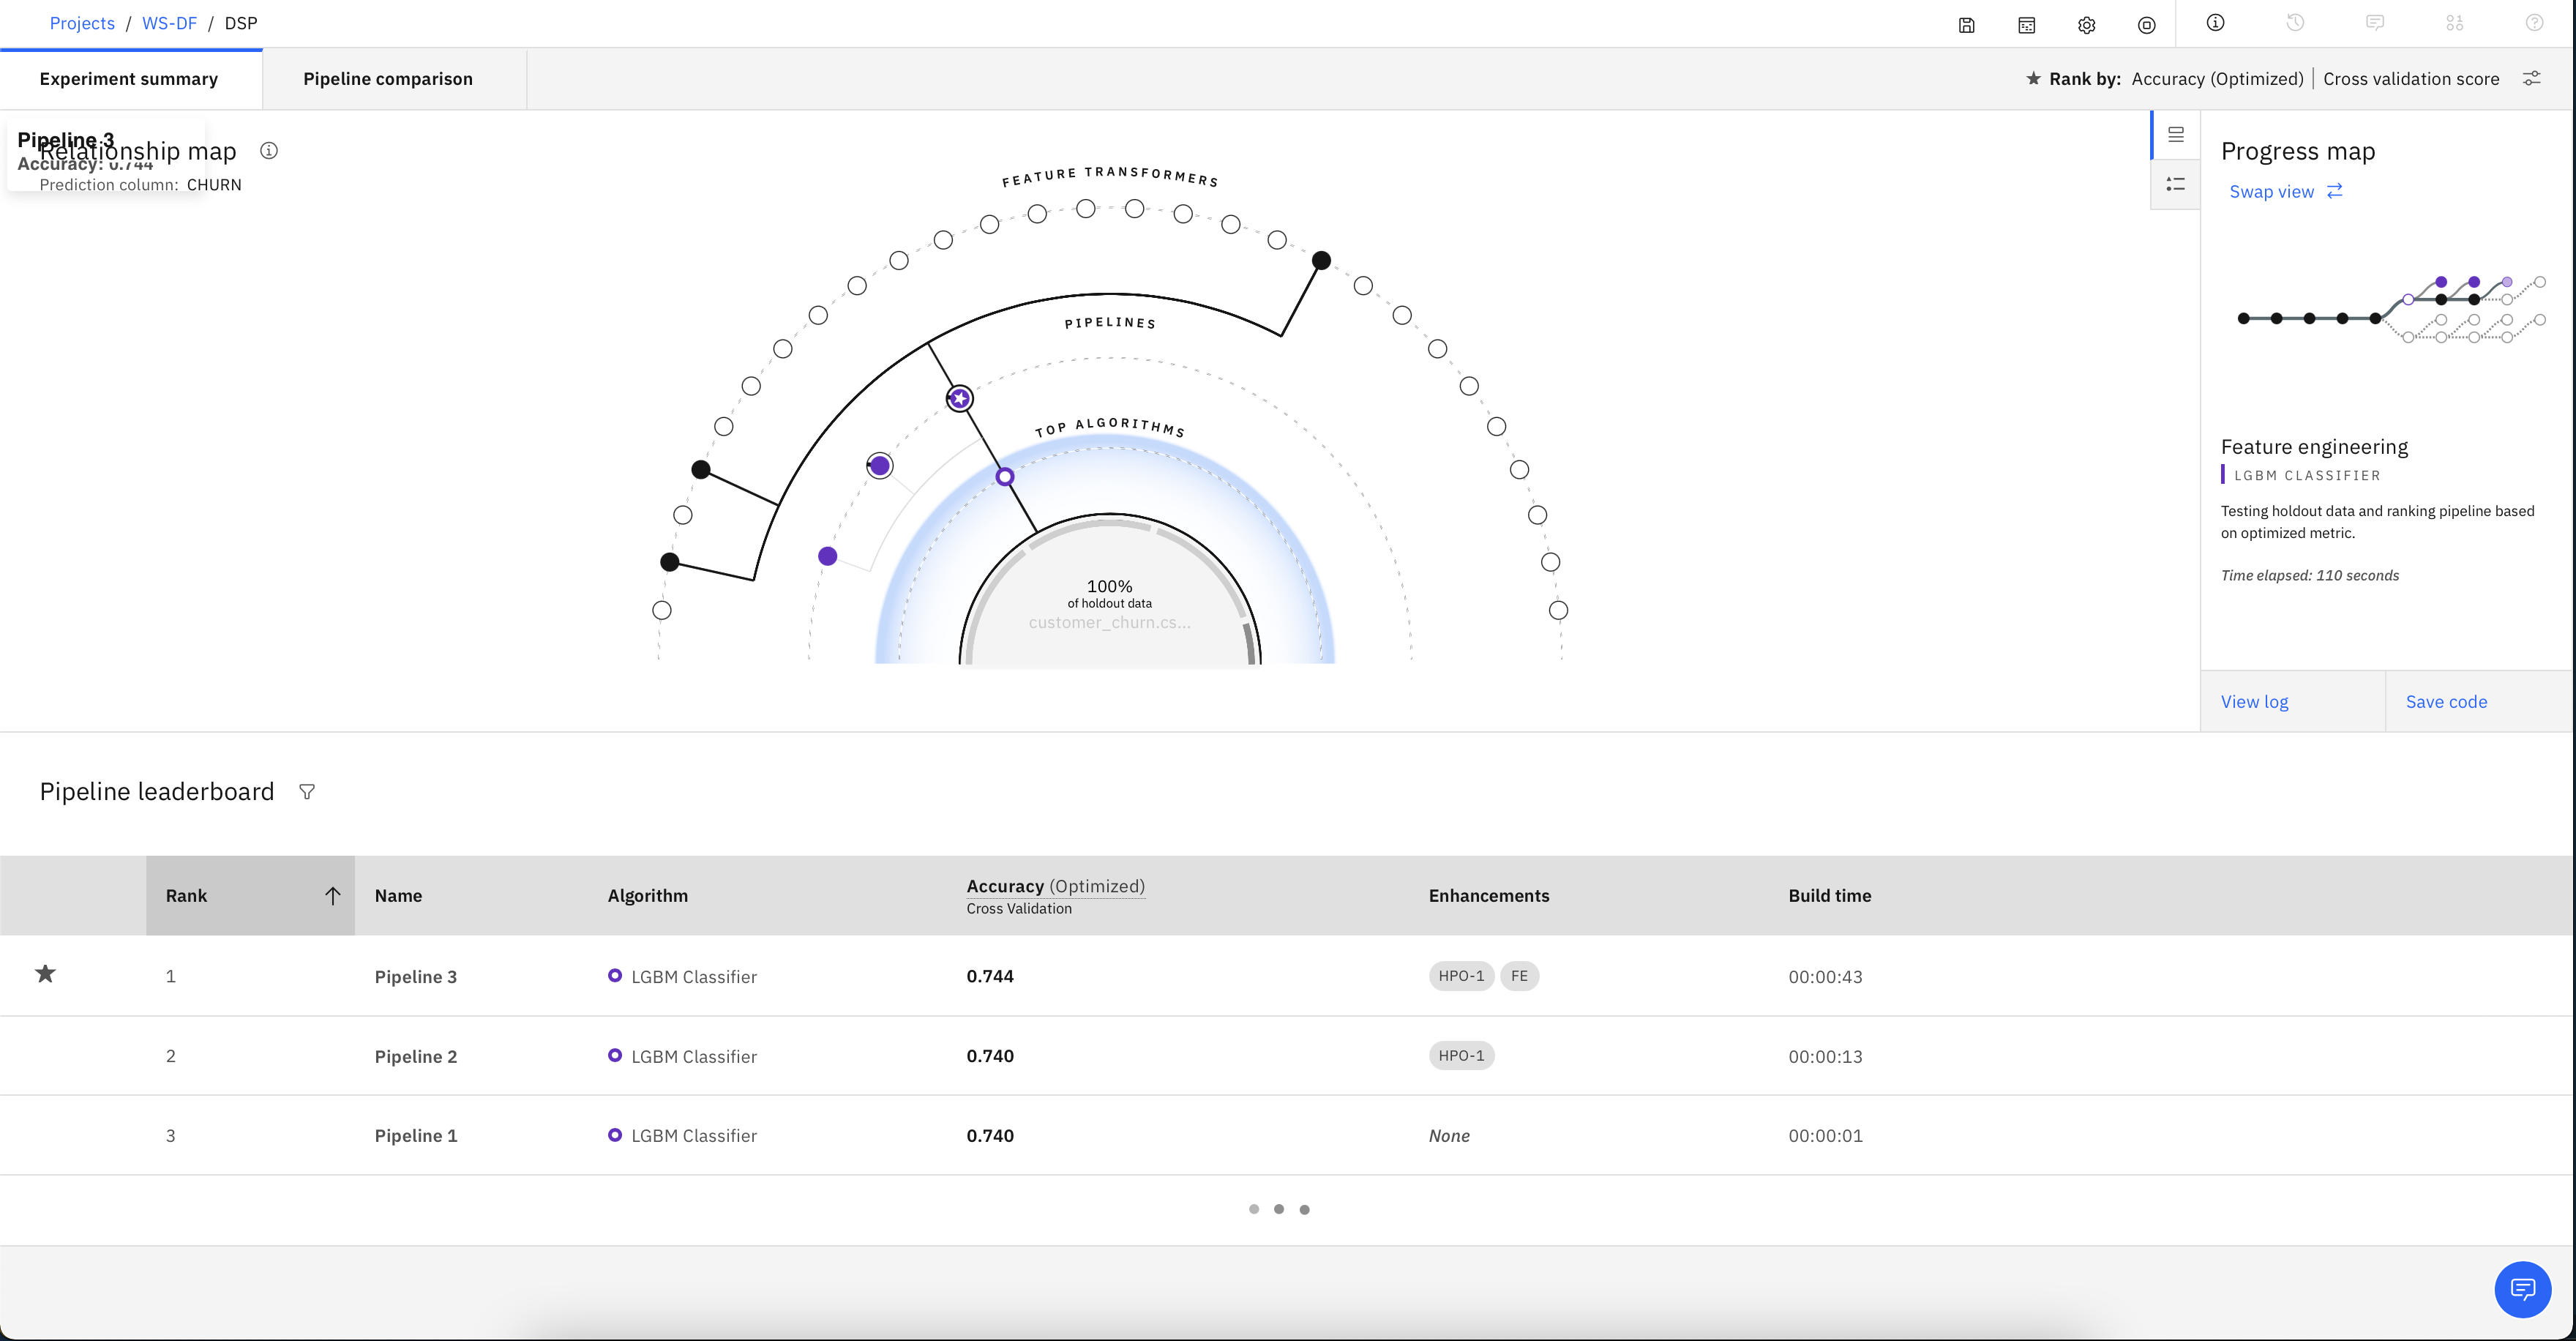 Projects / WS-DF / DSP
Experiment summary
Pipeline comparison
Rank by: Accuracy (Optimized) | Cross validation score
Pipeline 3
Relationship map
Accuracy: 0.744
Prediction column: CHURN
FEATURE TRANSFORMERS
PIPELINES
TOP ALGORITHMS
100%
of holdout data
customer_churn.cs...
Progress map
Swap view
Feature engineering
LGBM CLASSIFIER
Testing holdout data and ranking pipeline based
on optimized metric.
Time elapsed: 110 seconds
View log
Save code
Pipeline leaderboard
Rank Name Algorithm Accuracy (Optimized) Enhancements Build time
Cross Validation
1 Pipeline 3 LGBM Classifier 0.744 HPO-1 FE 00:00:43
2 Pipeline 2 LGBM Classifier 0.740 HPO-1 00:00:13
3 Pipeline 1 LGBM Classifier 0.740 None 00:00:01